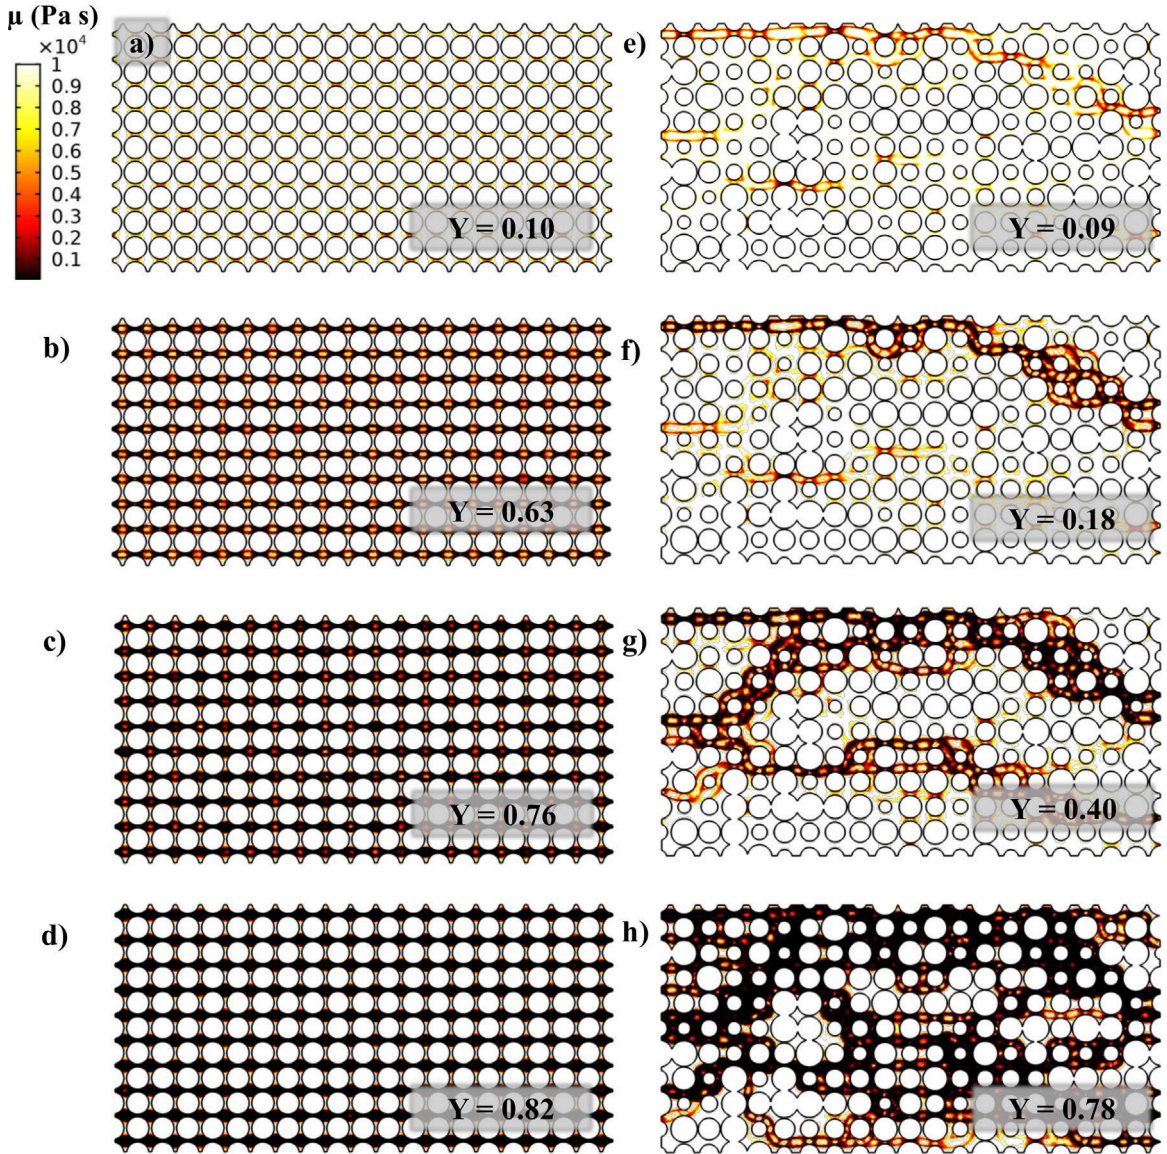 μ (Pa s)
×10⁴
1
0.9
0.8
0.7
0.6
0.5
0.4
0.3
0.2
0.1
a)
Y = 0.10
e)
Y = 0.09
b)
Y = 0.63
f)
Y = 0.18
c)
Y = 0.76
g)
Y = 0.40
d)
Y = 0.82
h)
Y = 0.78